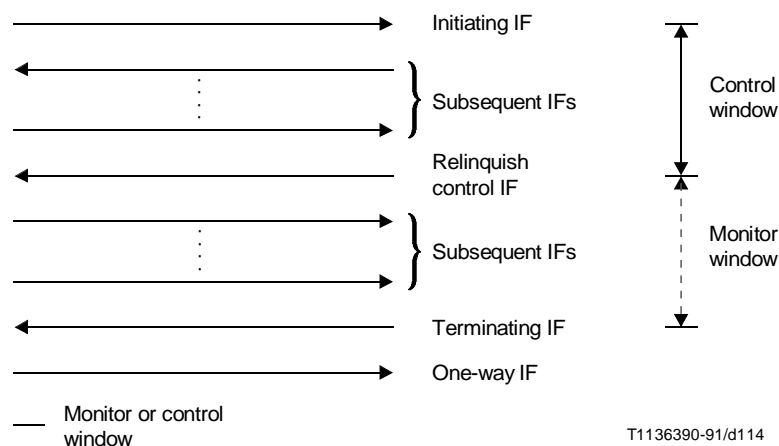 Initiating IF
Subsequent IFs
Control
window
Relinquish
control IF
Subsequent IFs
Monitor
window
Terminating IF
One-way IF
Monitor or control
window
T1136390-91/d114